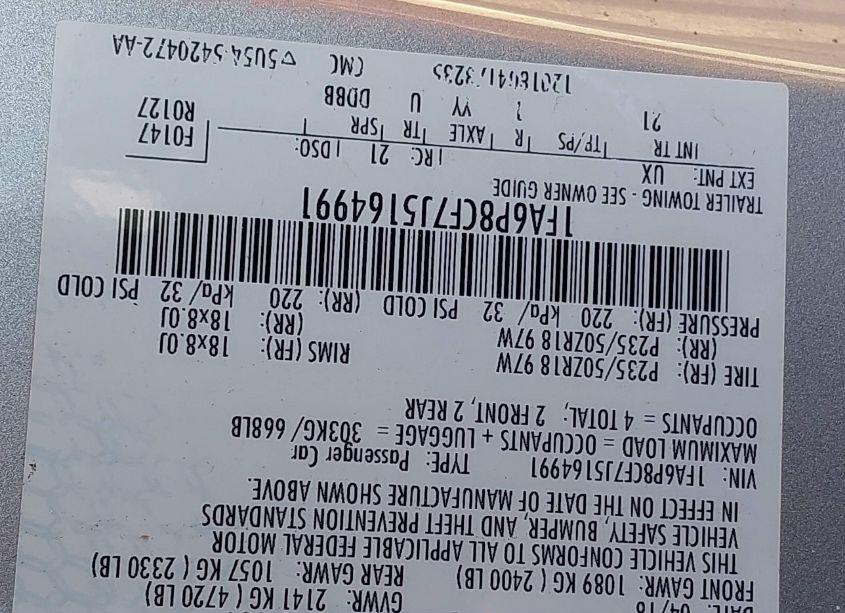 DATE: 04/18
GVWR: 2141 KG ( 4720 LB)
FRONT GAWR: 1089 KG ( 2400 LB) REAR GAWR: 1057 KG ( 2330 LB)
THIS VEHICLE CONFORMS TO ALL APPLICABLE FEDERAL MOTOR
VEHICLE SAFETY, BUMPER, AND THEFT PREVENTION STANDARDS
IN EFFECT ON THE DATE OF MANUFACTURE SHOWN ABOVE.
VIN: 1FA6P8CF7J5164991 TYPE: Passenger Car
MAXIMUM LOAD = OCCUPANTS + LUGGAGE = 303KG/ 668LB
OCCUPANTS = 4 TOTAL; 2 FRONT, 2 REAR
TIRE (FR): P235/50ZR18 97W RIMS (FR): 18x8.0J
(RR): P235/50ZR18 97W (RR): 18x8.0J
PRESSURE (FR): 220 kPa/ 32 PSI COLD (RR): 220 kPa/ 32 PSI COLD
1FA6P8CF7J5164991
TRAILER TOWING - SEE OWNER GUIDE
EXT PNT: UX RC: 21 DSO: F0147
INT TR TP/PS R AXLE TR SPR R0127
21 YY U DDBB
CMC ▽5U5A-5420472-AA